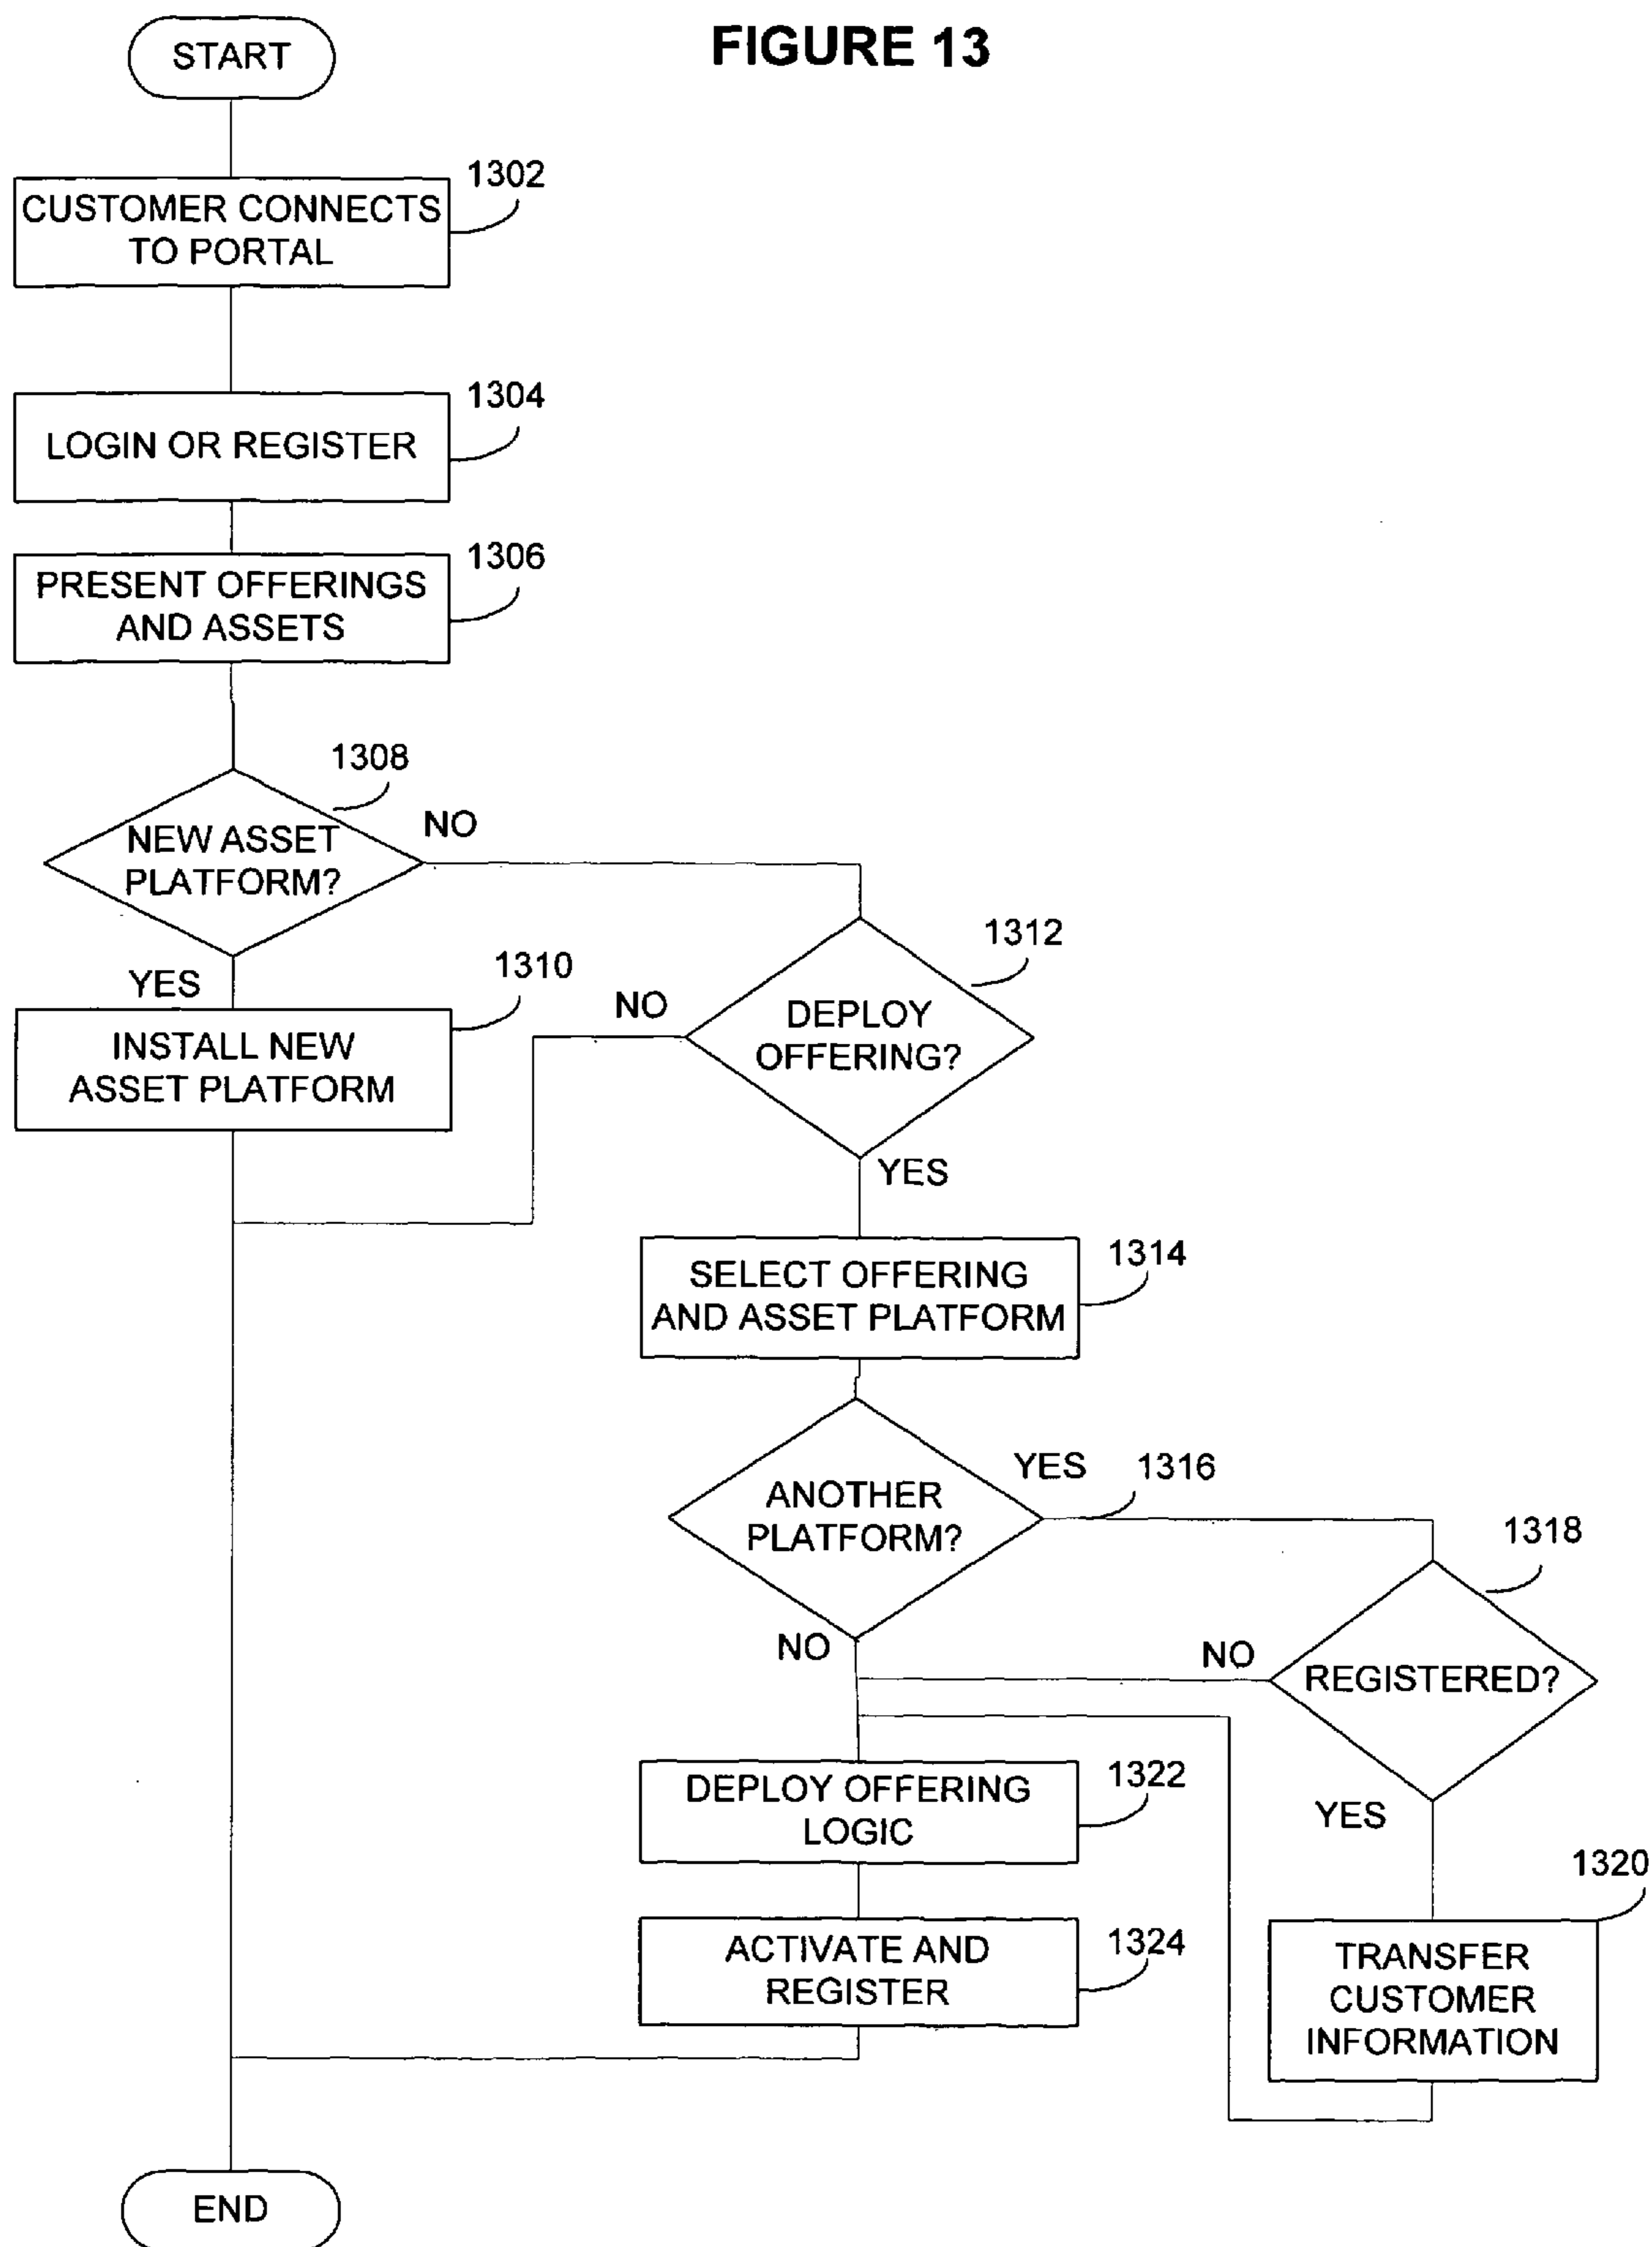 FIGURE 13
START
1302
CUSTOMER CONNECTS
TO PORTAL
1304
LOGIN OR REGISTER
1306
PRESENT OFFERINGS
AND ASSETS
1308
NEW ASSET
PLATFORM?
NO
YES
1310
INSTALL NEW
ASSET PLATFORM
1312
NO
DEPLOY
OFFERING?
YES
1314
SELECT OFFERING
AND ASSET PLATFORM
ANOTHER
PLATFORM?
YES
1316
NO
1318
NO
REGISTERED?
YES
1320
TRANSFER
CUSTOMER
INFORMATION
1322
DEPLOY OFFERING
LOGIC
1324
ACTIVATE AND
REGISTER
END